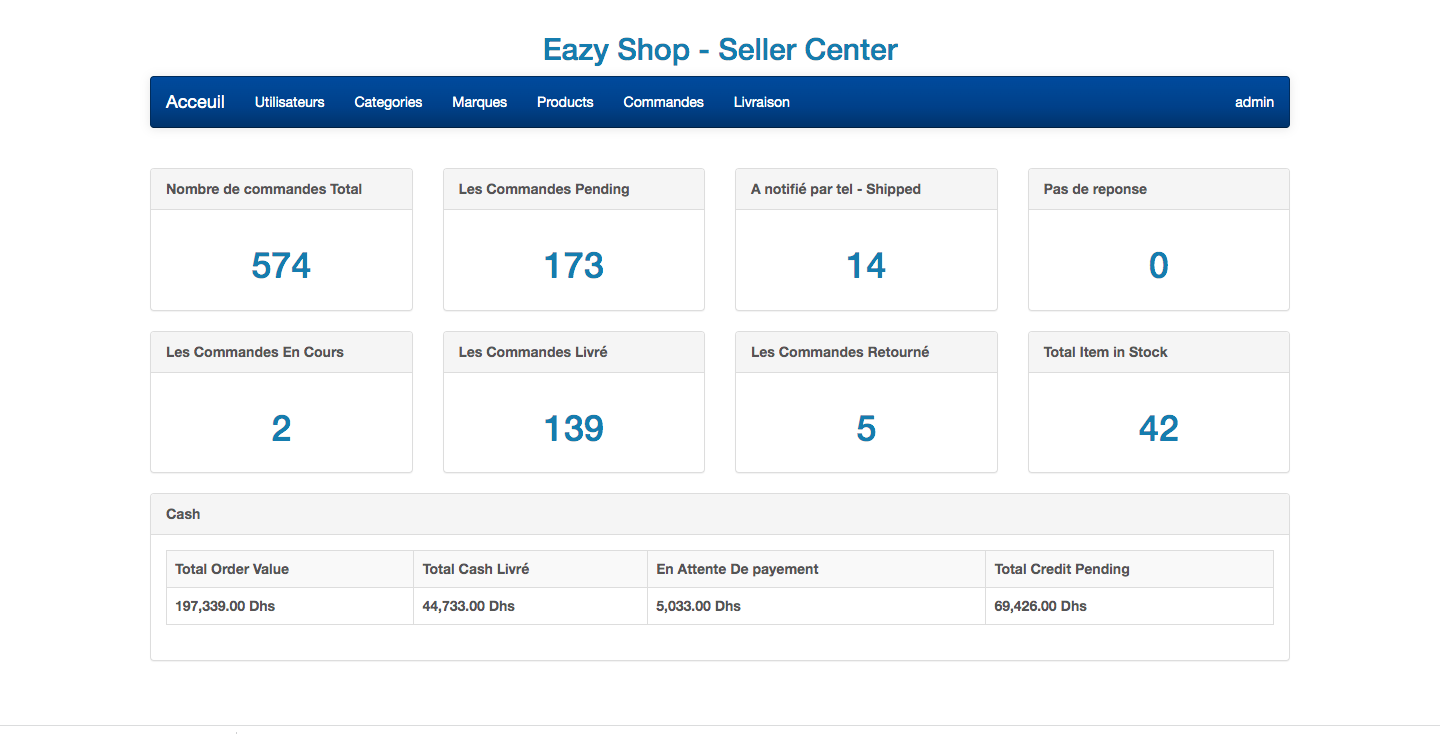 Eazy Shop - Seller Center
Acceuil Utilisateurs Categories Marques Products Commandes Livraison admin
Nombre de commandes Total Les Commandes Pending A notifié par tel - Shipped Pas de reponse
574 173 14 0
Les Commandes En Cours Les Commandes Livré Les Commandes Retourné Total Item in Stock
2 139 5 42
Cash
Total Order Value Total Cash Livré En Attente De payement Total Credit Pending
197,339.00 Dhs 44,733.00 Dhs 5,033.00 Dhs 69,426.00 Dhs